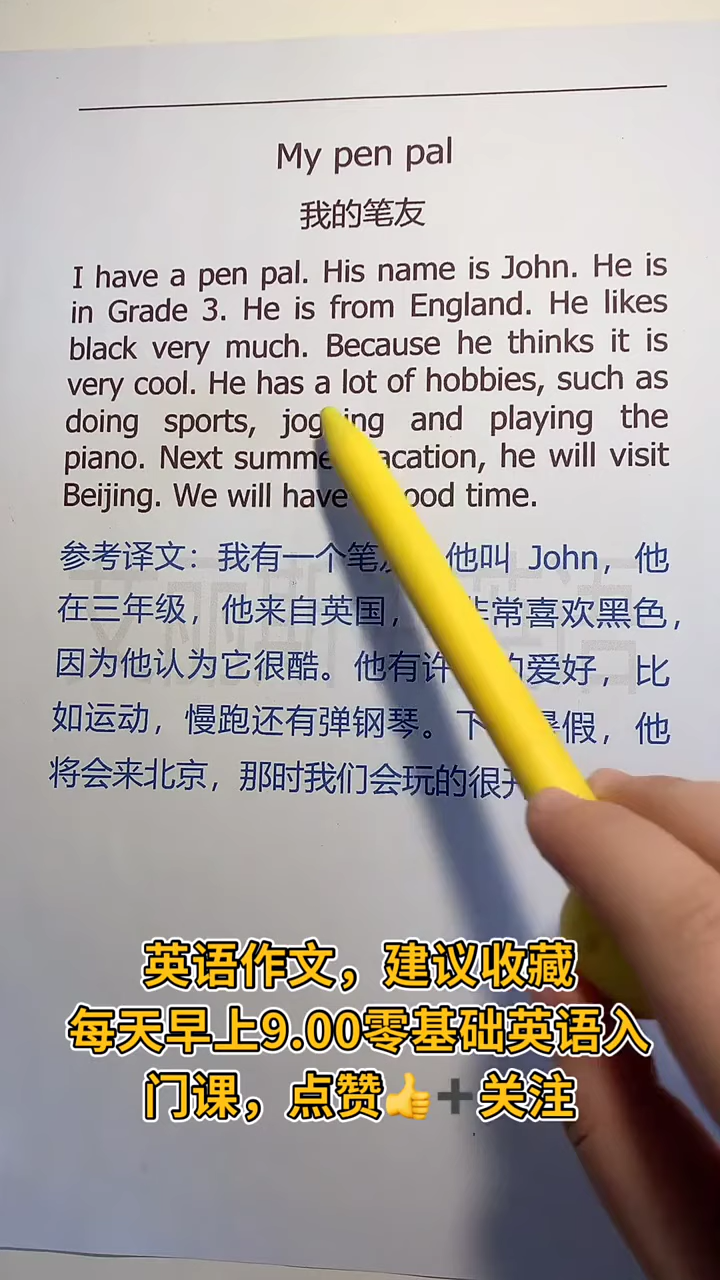 My pen pal
我的笔友
I have a pen pal. His name is John. He is
in Grade 3. He is from England. He likes
black very much. Because he thinks it is
very cool. He has a lot of hobbies, such as
doing sports, and playing the
piano. Next he will visit
Beijing. We will have time.
参考译文：我有一个 他叫 John，他
在三年级，他来自英国， 非常喜欢黑色，
因为他认为它很酷。他有许 爱好，比
如运动，慢跑还有弹钢琴。下 暑假，他
将会来北京，那时我们会玩的很
英语作文，建议收藏
每天早上9.00零基础英语入
门课，点赞👍➕关注